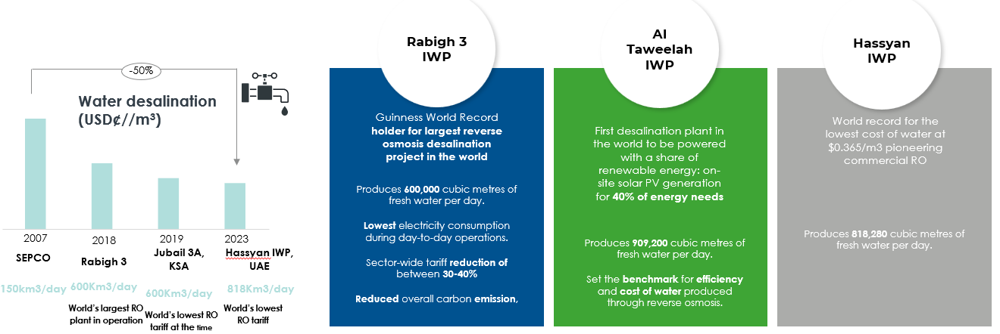 -50%
Water desalination
(USD¢//m³)
2007
SEPCO
150km3/day
2018
Rabigh 3
600Km3/day
World's largest RO
plant in operation
2019
Jubail 3A,
KSA
600Km3/day
World's lowest RO
tariff at the time
2023
Hassyan IWP,
UAE
818Km3/day
World's lowest
RO tariff
Rabigh 3
IWP
Guinness World Record
holder for largest reverse
osmosis desalination
project in the world
Produces 600,000 cubic metres of
fresh water per day.
Lowest electricity consumption
during day-to-day operations.
Sector-wide tariff reduction of
between 30-40%
Reduced overall carbon emission,
Al
Taweelah
IWP
First desalination plant in
the world to be powered
with a share of
renewable energy: on-
site solar PV generation
for 40% of energy needs
Produces 909,200 cubic metres of
fresh water per day.
Set the benchmark for efficiency
and cost of water produced
through reverse osmosis.
Hassyan
IWP
World record for the
lowest cost of water at
$0.365/m3 pioneering
commercial RO
Produces 818,280 cubic metres of
fresh water per day.